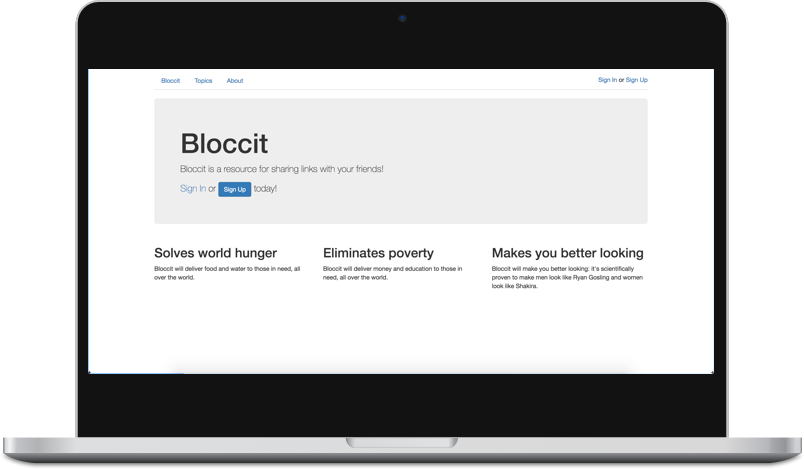 Bloccit Topics About Sign In or Sign Up
Bloccit
Bloccit is a resource for sharing links with your friends!
Sign In or Sign Up today!
Solves world hunger
Bloccit will deliver food and water to those in need, all
over the world.
Eliminates poverty
Bloccit will deliver money and education to those in
need, all over the world.
Makes you better looking
Bloccit will make you better looking: it's scientifically
proven to make men look like Ryan Gosling and women
look like Shakira.